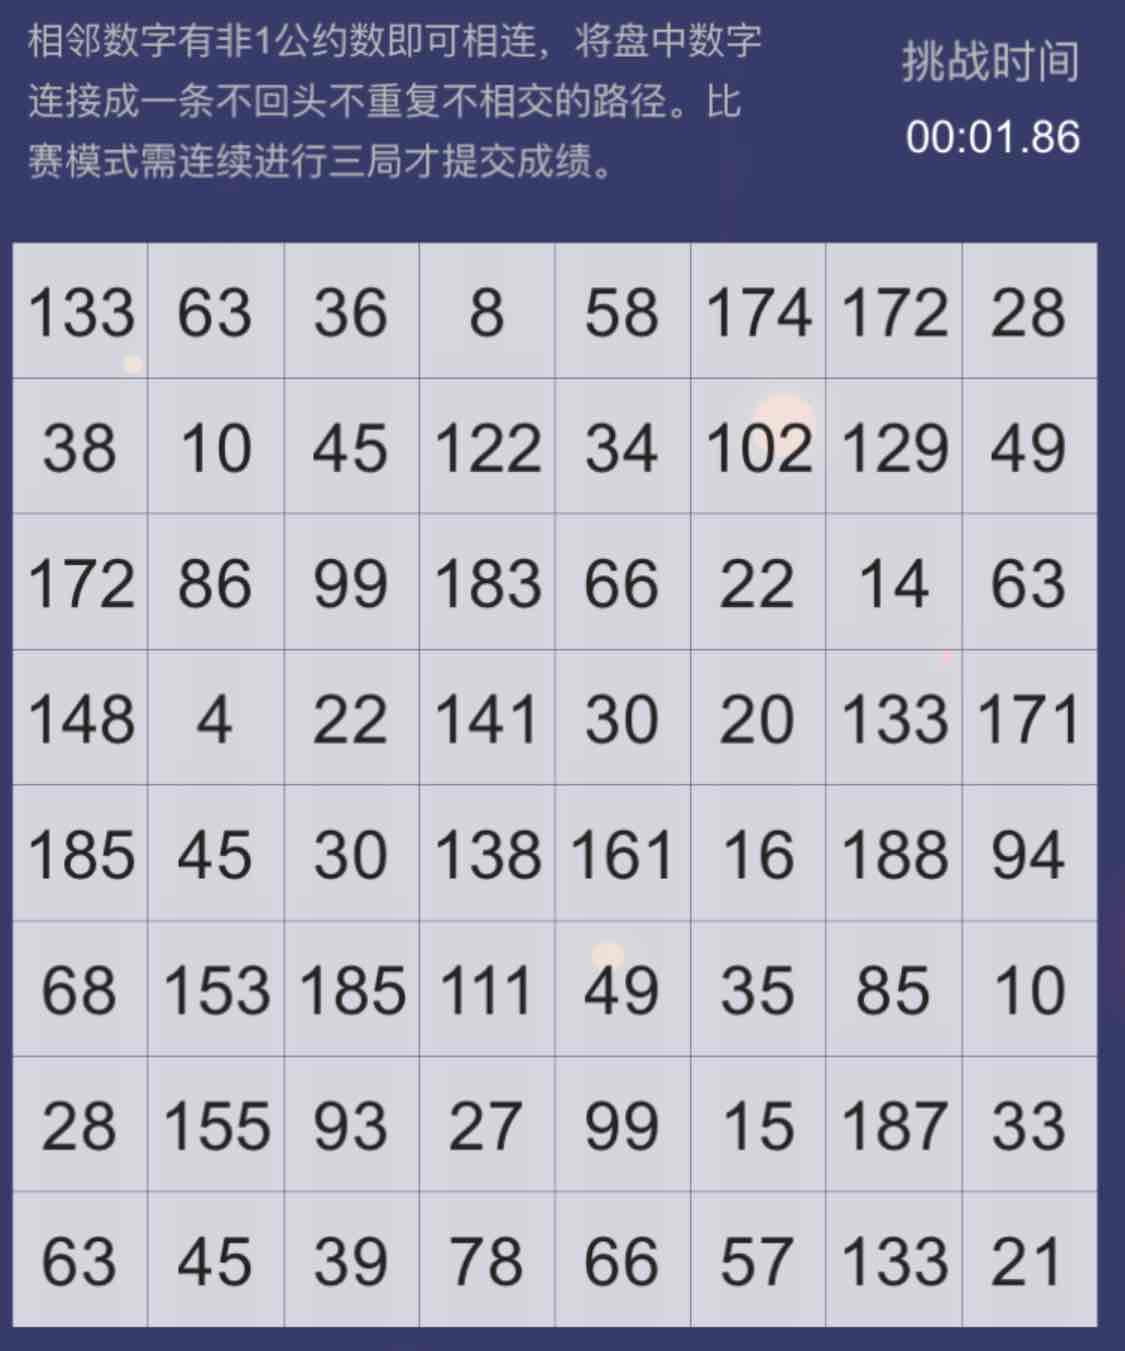 相邻数字有非1公约数即可相连，将盘中数字
连接成一条不回头不重复不相交的路径。比
赛模式需连续进行三局才提交成绩。
挑战时间
00:01.86
133 63 36 8 58 174 172 28
38 10 45 122 34 102 129 49
172 86 99 183 66 22 14 63
148 4 22 141 30 20 133 171
185 45 30 138 161 16 188 94
68 153 185 111 49 35 85 10
28 155 93 27 99 15 187 33
63 45 39 78 66 57 133 21